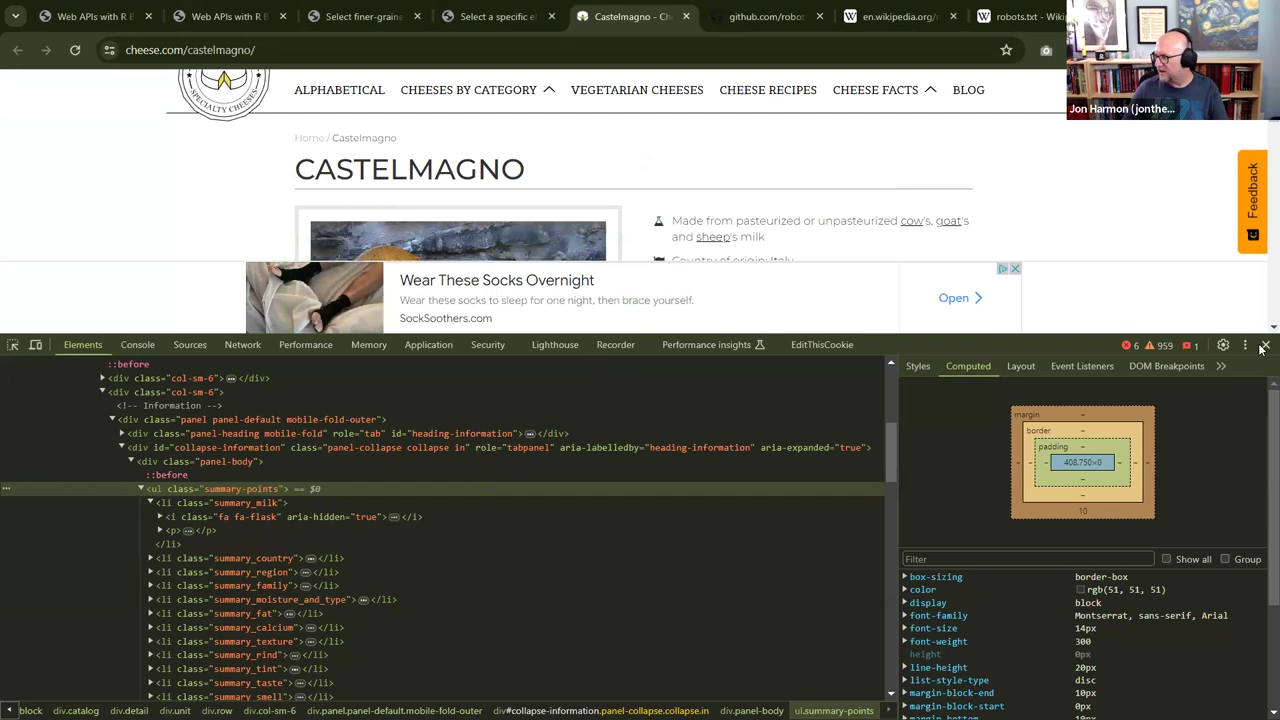 Web APIs with R
Web APIs with R
Select finer-graine
Select a specific el
Castelmagno - Ch
github.com/robot
en.wikipedia.org/
robots.txt - Wikip
cheese.com/castelmagno/
Jon Harmon (jonthe...
SPECIALTY CHEESES
ALPHABETICAL CHEESES BY CATEGORY VEGETARIAN CHEESES CHEESE RECIPES CHEESE FACTS BLOG
Home / Castelmagno
CASTELMAGNO
Made from pasteurized or unpasteurized cow's, goat's
and sheep's milk
Country of origin: Italy
Feedback
Wear These Socks Overnight
Wear these socks to sleep for one night, then brace yourself.
SockSoothers.com
Open
Elements Console Sources Network Performance Memory Application Security Lighthouse Recorder Performance insights EditThisCookie 6 959 1
::before
<div class="col-sm-6">…</div>
<div class="col-sm-6">
<!-- Information -->
<div class="panel panel-default mobile-fold-outer">
<div class="panel-heading mobile-fold" role="tab" id="heading-information">…</div>
<div id="collapse-information" class="panel-collapse collapse in" role="tabpanel" aria-labelledby="heading-information" aria-expanded="true">
<div class="panel-body">
::before
<ul class="summary-points"> == $0
<li class="summary_milk">
<i class="fa fa-flask" aria-hidden="true">…</i>
<p>…</p>
</li>
<li class="summary_country">…</li>
<li class="summary_region">…</li>
<li class="summary_family">…</li>
<li class="summary_moisture_and_type">…</li>
<li class="summary_fat">…</li>
<li class="summary_calcium">…</li>
<li class="summary_texture">…</li>
<li class="summary_rind">…</li>
<li class="summary_tint">…</li>
<li class="summary_taste">…</li>
<li class="summary_smell">…</li>
block div.catalog div.detail div.unit div.row div.col-sm-6 div.panel.panel-default.mobile-fold-outer div#collapse-information.panel-collapse.collapse.in div.panel-body ul.summary-points
Styles Computed Layout Event Listeners DOM Breakpoints
margin -
border -
padding -
- - - 408.750×0 - - -
-
-
10
Filter Show all Group
box-sizing border-box
color rgb(51, 51, 51)
display block
font-family Montserrat, sans-serif, Arial
font-size 14px
font-weight 300
height 0px
line-height 20px
list-style-type disc
margin-block-end 10px
margin-block-start 0px
margin-bottom 10px